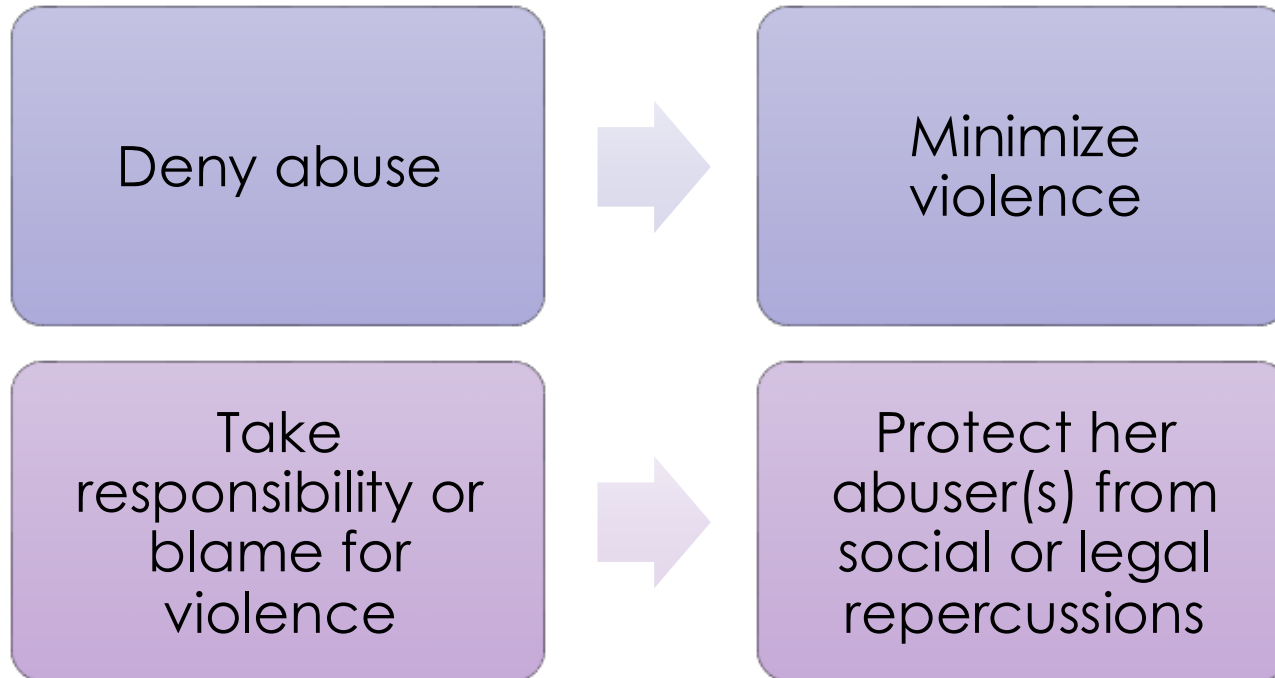 Deny abuse
Minimize
violence
Take
responsibility or
blame for
violence
Protect her
abuser(s) from
social or legal
repercussions